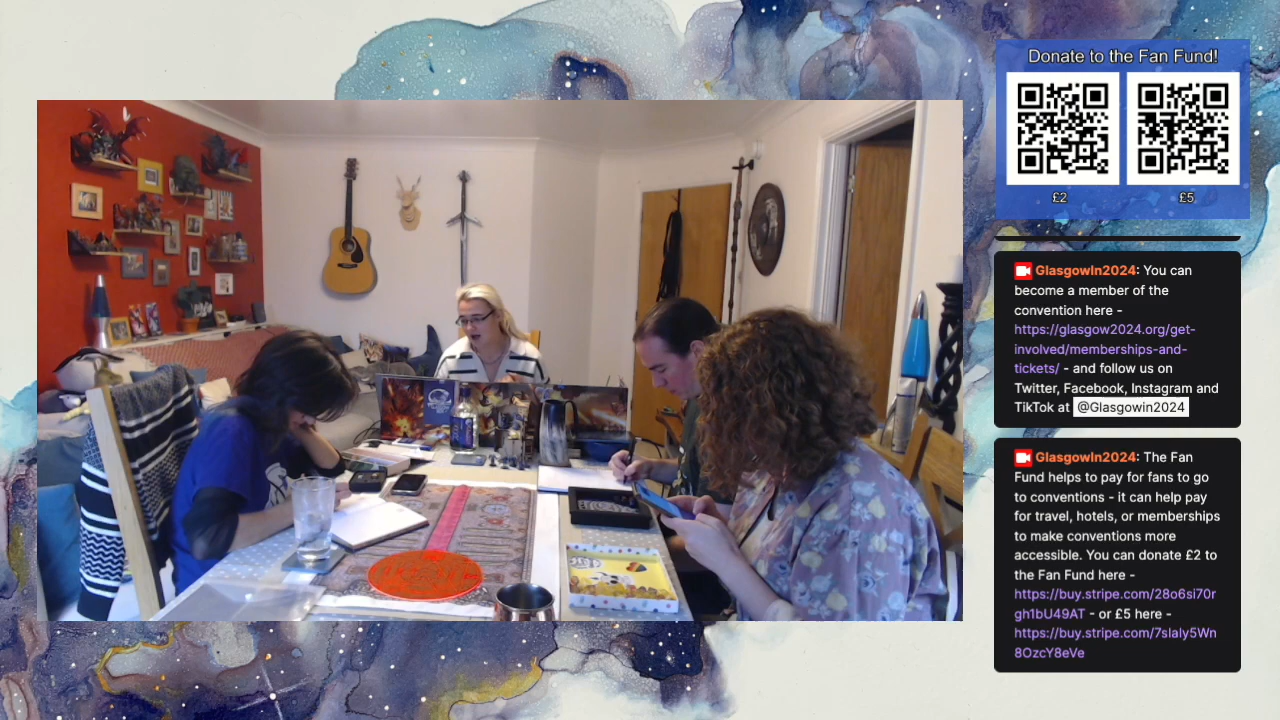 Donate to the Fan Fund!
£2
£5
GlasgowIn2024: You can
become a member of the
convention here -
https://glasgow2024.org/get-
involved/memberships-and-
tickets/ - and follow us on
Twitter, Facebook, Instagram and
TikTok at @Glasgowin2024
GlasgowIn2024: The Fan
Fund helps to pay for fans to go
to conventions - it can help pay
for travel, hotels, or memberships
to make conventions more
accessible. You can donate £2 to
the Fan Fund here -
https://buy.stripe.com/28o6si70r
gh1bU49AT - or £5 here -
https://buy.stripe.com/7sIaIy5Wn
8OzcY8eVe